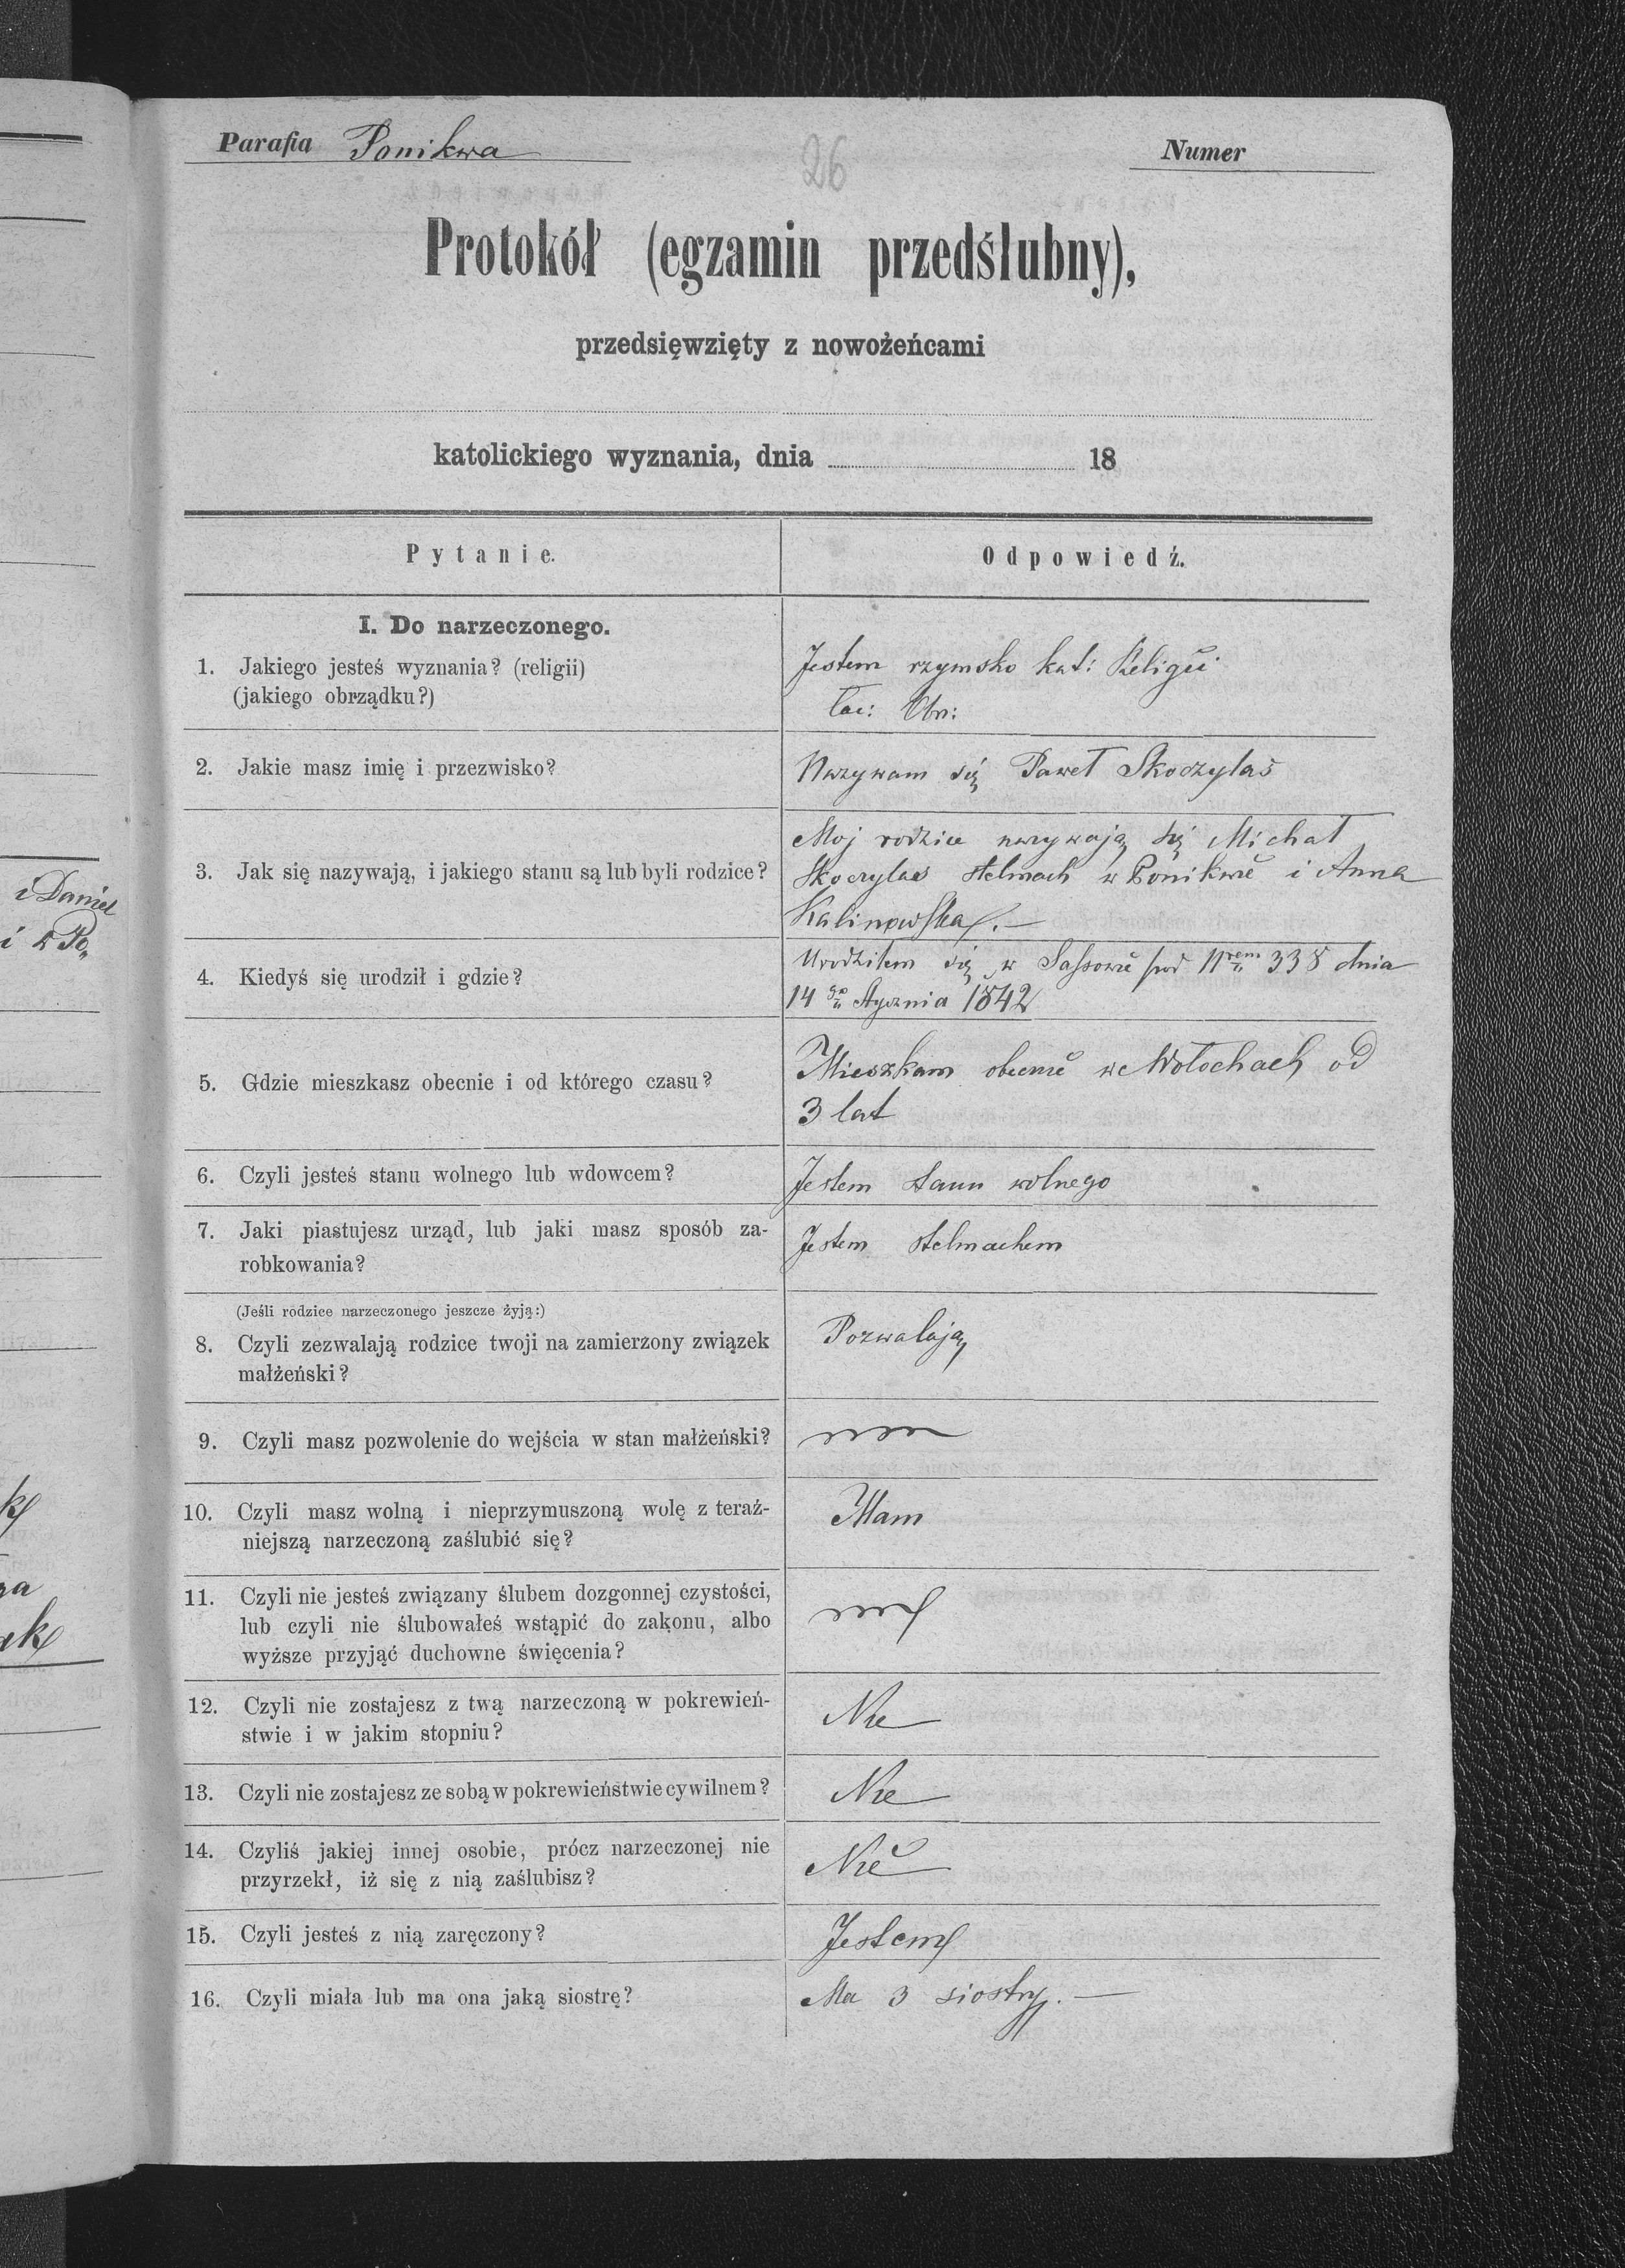 Parafia Ponikwa
26
Numer
Protokół (egzamin przedślubny),
przedsięwzięty z nowożeńcami
katolickiego wyznania, dnia 18
Pytanie.
Odpowiedź.
I. Do narzeczonego.
1. Jakiego jesteś wyznania? (religii)
(jakiego obrządku?)
Jestem rzymsko kat: Religii
łac: Obr:
2. Jakie masz imię i przezwisko?
Nazywam się Paweł Skoczylas
3. Jak się nazywają, i jakiego stanu są lub byli rodzice?
Moj rodzice nazywają się Michał
Skoczylas stelmach w Ponikwie i Anna
Kalinowska. —
4. Kiedyś się urodził i gdzie?
Urodziłem się w Sassowie pod Nrem 338 dnia
14 go Stycznia 1842
5. Gdzie mieszkasz obecnie i od którego czasu?
Mieszkam obecnie we Wołochach od
3 lat
6. Czyli jesteś stanu wolnego lub wdowcem?
Jestem stanu wolnego
7. Jaki piastujesz urząd, lub jaki masz sposób za-
robkowania?
Jestem stelmachem
(Jeśli rodzice narzeczonego jeszcze żyją:)
8. Czyli zezwalają rodzice twoji na zamierzony związek
małżeński?
Pozwalają
9. Czyli masz pozwolenie do wejścia w stan małżeński?
10. Czyli masz wolną i nieprzymuszoną wolę z teraź-
niejszą narzeczoną zaślubić się?
Mam
11. Czyli nie jesteś związany ślubem dozgonnej czystości,
lub czyli nie ślubowałeś wstąpić do zakonu, albo
wyższe przyjąć duchowne święcenia?
12. Czyli nie zostajesz z twą narzeczoną w pokrewień-
stwie i w jakim stopniu?
Nie
13. Czyli nie zostajesz ze sobą w pokrewieństwie cywilnem?
Nie
14. Czyliś jakiej innej osobie, prócz narzeczonej nie
przyrzekł, iż się z nią zaślubisz?
Nie
15. Czyli jesteś z nią zaręczony?
Jestem
16. Czyli miała lub ma ona jaką siostrę?
Ma 3 siostry. —